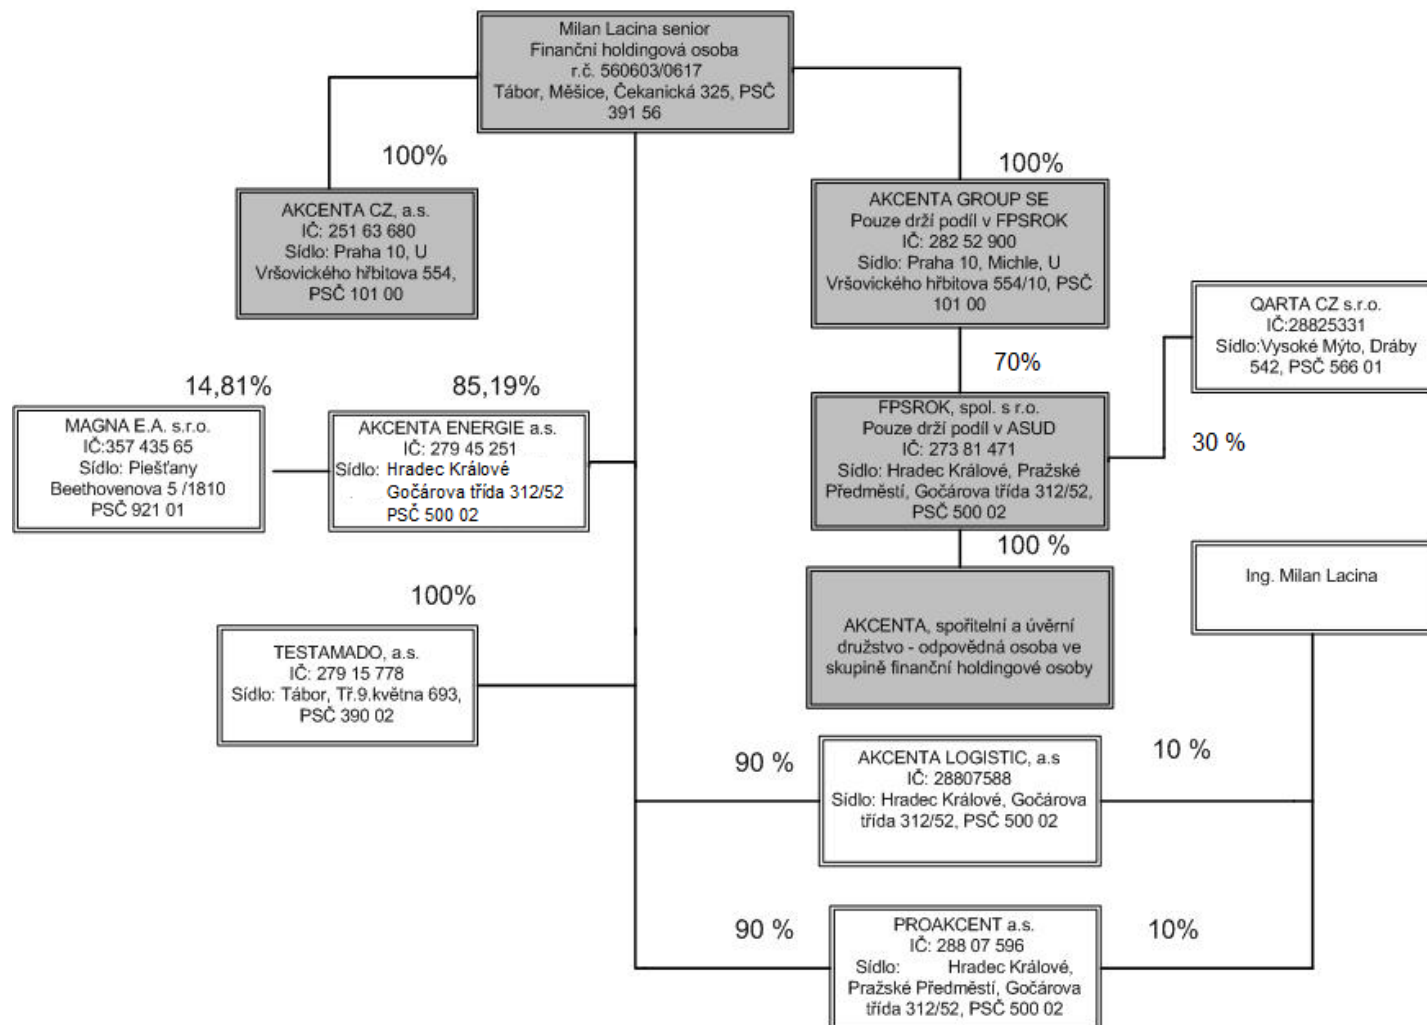 Milan Lacina senior
Finanční holdingová osoba
r.č. 560603/0617
Tábor, Měšice, Čekanická 325, PSČ
391 56
100%
100%
AKCENTA CZ, a.s.
IČ: 251 63 680
Sídlo: Praha 10, U
Vršovického hřbitova 554,
PSČ 101 00
AKCENTA GROUP SE
Pouze drží podíl v FPSROK
IČ: 282 52 900
Sídlo: Praha 10, Michle, U
Vršovického hřbitova 554/10, PSČ
101 00
QARTA CZ s.r.o.
IČ:28825331
Sídlo:Vysoké Mýto, Dráby
542, PSČ 566 01
70%
30 %
14,81%
85,19%
MAGNA E.A. s.r.o.
IČ:357 435 65
Sídlo: Piešťany
Beethovenova 5 /1810
PSČ 921 01
AKCENTA ENERGIE a.s.
IČ: 279 45 251
Sídlo: Hradec Králové
Gočárova třída 312/52
PSČ 500 02
FPSROK, spol. s r.o.
Pouze drží podíl v ASUD
IČ: 273 81 471
Sídlo: Hradec Králové, Pražské
Předměstí, Gočárova třída 312/52,
PSČ 500 02
100 %
Ing. Milan Lacina
100%
AKCENTA, spořitelní a úvěrní
družstvo - odpovědná osoba ve
skupině finanční holdingové osoby
TESTAMADO, a.s.
IČ: 279 15 778
Sídlo: Tábor, Tř.9.května 693,
PSČ 390 02
90 %
AKCENTA LOGISTIC, a.s
IČ: 28807588
Sídlo: Hradec Králové, Gočárova
třída 312/52, PSČ 500 02
10 %
90 %
PROAKCENT a.s.
IČ: 288 07 596
Sídlo: Hradec Králové,
Pražské Předměstí, Gočárova
třída 312/52, PSČ 500 02
10%